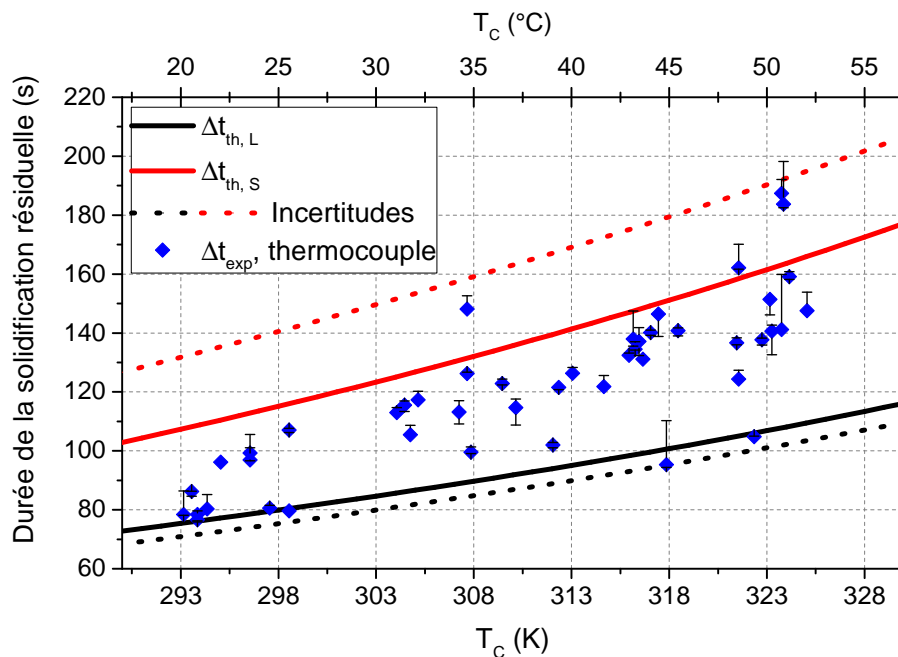 T_C (°C)
20 25 30 35 40 45 50 55
Durée de la solidification résiduelle (s)
220
200
180
160
140
120
100
80
60
Δt_th, L
Δt_th, S
Incertitudes
Δt_exp, thermocouple
293 298 303 308 313 318 323 328
T_C (K)